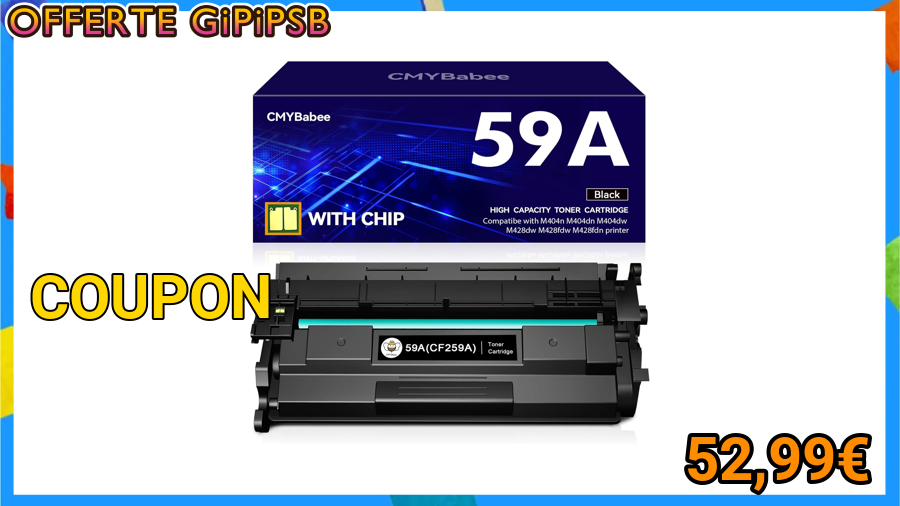 OFFERTE GiPiPSB
CMYBabee
CMYBabee
59A
Black
HIGH CAPACITY TONER CARTRIDGE
Compatibe with M404n M404dn M404dw
M428dw M428fdw M428fdn printer
WITH CHIP
COUPON
59A(CF259A)
Toner
Cartridge
52,99€